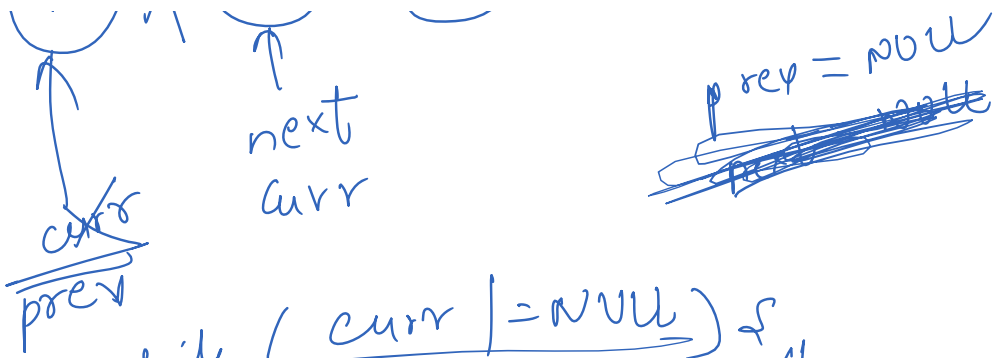 prev = NULL
next
curr
curr
prev
(curr != NULL) {